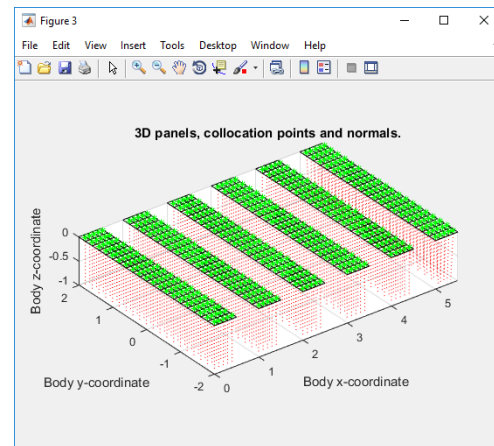 Figure 3
File Edit View Insert Tools Desktop Window Help
3D panels, collocation points and normals.
Body z-coordinate
0
-0.5
-1
2
1
0
-1
-2
Body y-coordinate
0
1
2
3
4
5
Body x-coordinate